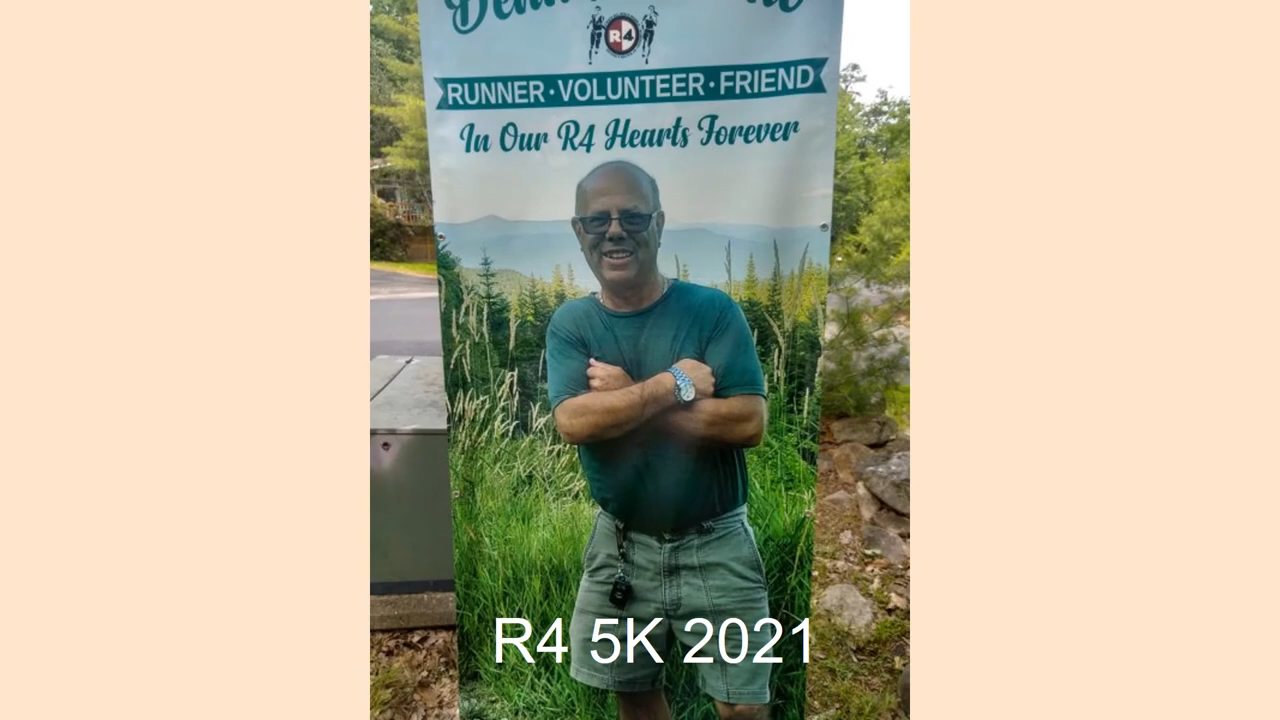 R4
RUNNER·VOLUNTEER·FRIEND
In Our R4 Hearts Forever
R4 5K 2021